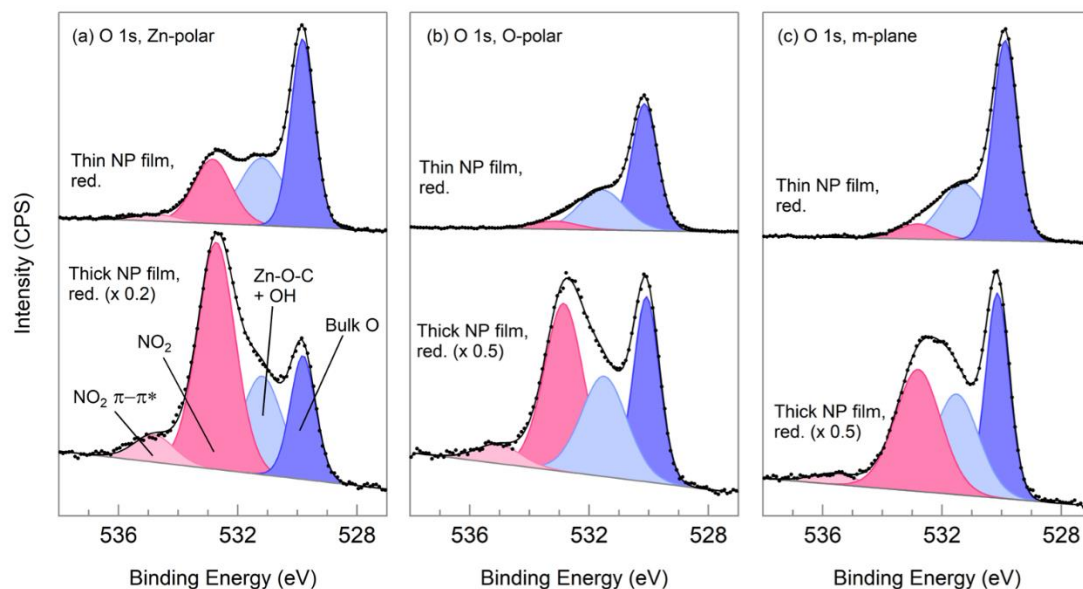 (a) O 1s, Zn-polar
Thin NP film,
red.
Thick NP film,
red. (x 0.2)
Zn-O-C
+ OH
Bulk O
NO₂
NO₂ π–π*
536
532
528
Binding Energy (eV)
(b) O 1s, O-polar
Thin NP film,
red.
Thick NP film,
red. (x 0.5)
536
532
528
Binding Energy (eV)
(c) O 1s, m-plane
Thin NP film,
red.
Thick NP film,
red. (x 0.5)
536
532
528
Binding Energy (eV)
Intensity (CPS)